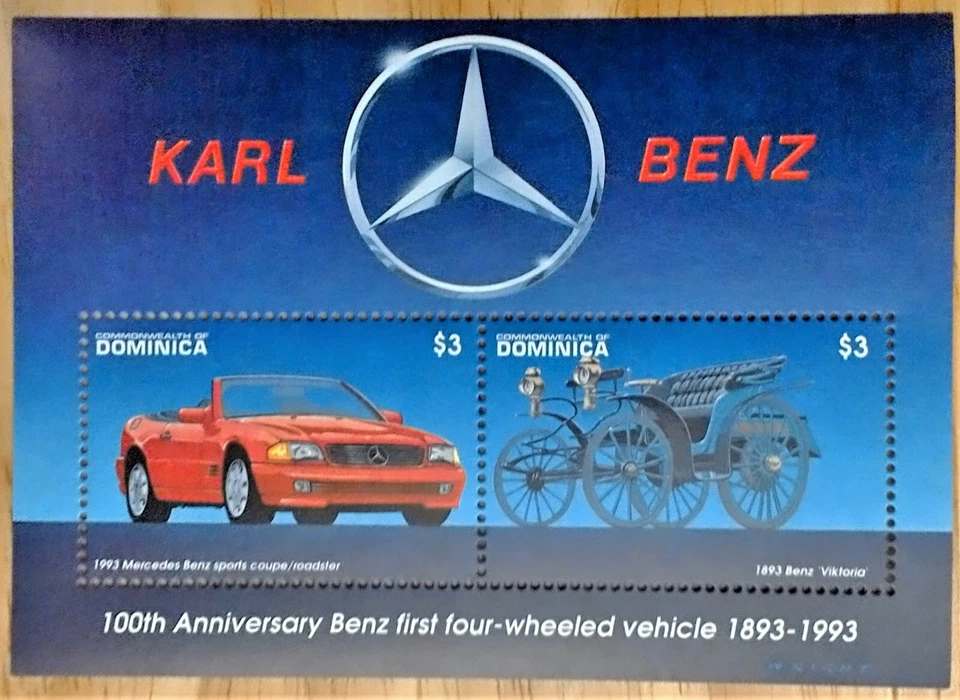 KARL BENZ
COMMONWEALTH OF
DOMINICA
$3
COMMONWEALTH OF
DOMINICA
$3
1993 Mercedes Benz sports coupe/roadster
1893 Benz 'Viktoria'
100th Anniversary Benz first four-wheeled vehicle 1893-1993